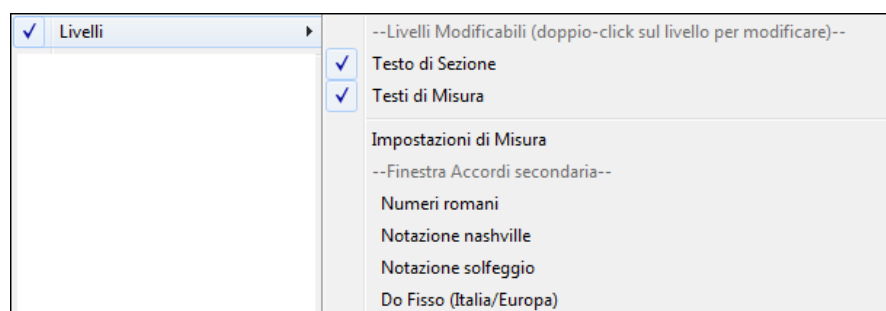 Livelli
--Livelli Modificabili (doppio-click sul livello per modificare)--
Testo di Sezione
Testi di Misura
Impostazioni di Misura
--Finestra Accordi secondaria--
Numeri romani
Notazione nashville
Notazione solfeggio
Do Fisso (Italia/Europa)